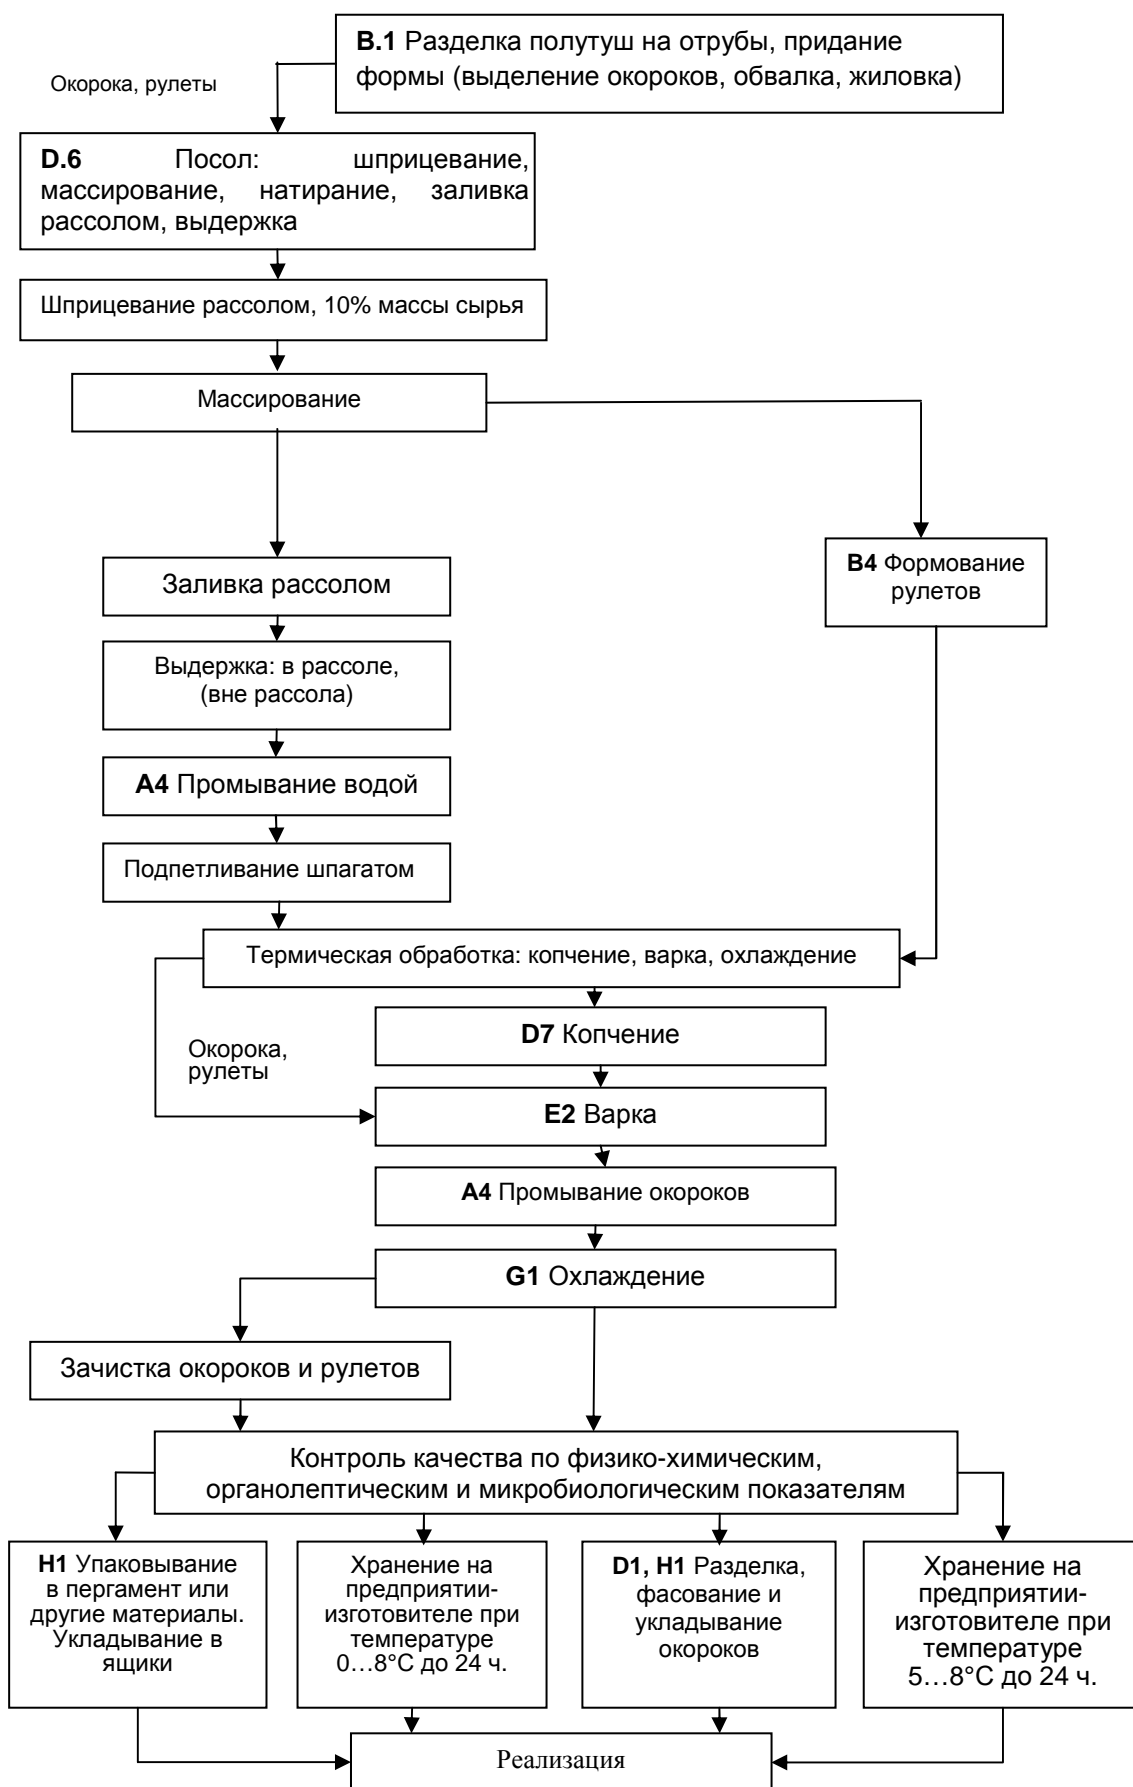 B.1 Разделка полутуш на отрубы, придание
формы (выделение окороков, обвалка, жиловка)
Окорока, рулеты
D.6 Посол: шприцевание,
массирование, натирание, заливка
рассолом, выдержка
Шприцевание рассолом, 10% массы сырья
Массирование
B4 Формование
рулетов
Заливка рассолом
Выдержка: в рассоле,
(вне рассола)
A4 Промывание водой
Подпетливание шпагатом
Термическая обработка: копчение, варка, охлаждение
D7 Копчение
Окорока,
рулеты
E2 Варка
A4 Промывание окороков
G1 Охлаждение
Зачистка окороков и рулетов
Контроль качества по физико-химическим,
органолептическим и микробиологическим показателям
H1 Упаковывание
в пергамент или
другие материалы.
Укладывание в
ящики
Хранение на
предприятии-
изготовителе при
температуре
0…8°С до 24 ч.
D1, H1 Разделка,
фасование и
укладывание
окороков
Хранение на
предприятии-
изготовителе при
температуре
5…8°С до 24 ч.
Реализация